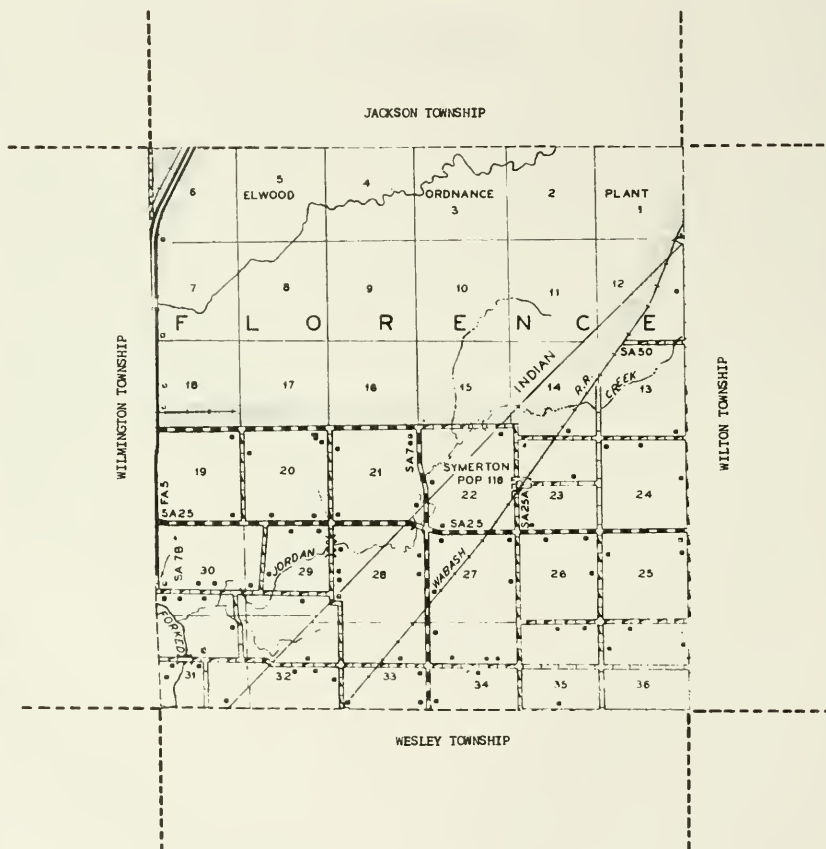 JACKSON TOWNSHIP
6 5 4 3 2 1
ELWOOD ORDNANCE PLANT
7 8 9 10 11 12
FLORENCE
WILMINGTON TOWNSHIP
WILTON TOWNSHIP
INDIAN CREEK
R.R.
SA50
18 17 16 15 14 13
SA7
SYMERTON
POP 118
19 20 21 22 23 24
FA5
SA25
SA25
SA25A
SA 7B
JORDAN
WABASH
30 29 28 27 26 25
FORKED
31 32 33 34 35 36
WESLEY TOWNSHIP